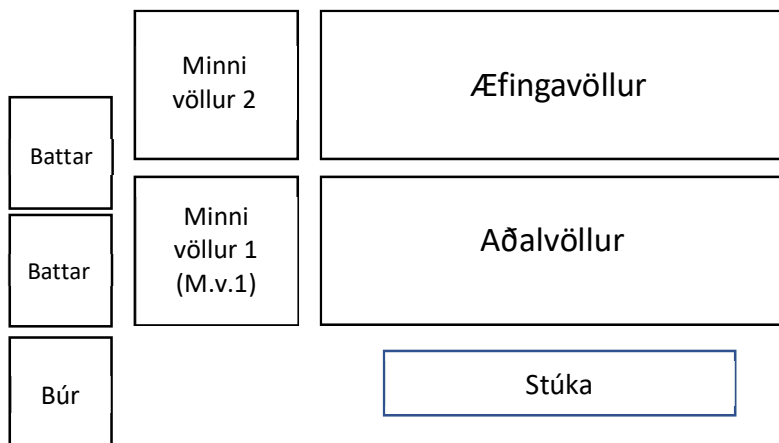 Minni
völlur 2
Æfingavöllur
Battar
Minni
völlur 1
(M.v.1)
Aðalvöllur
Battar
Búr
Stúka